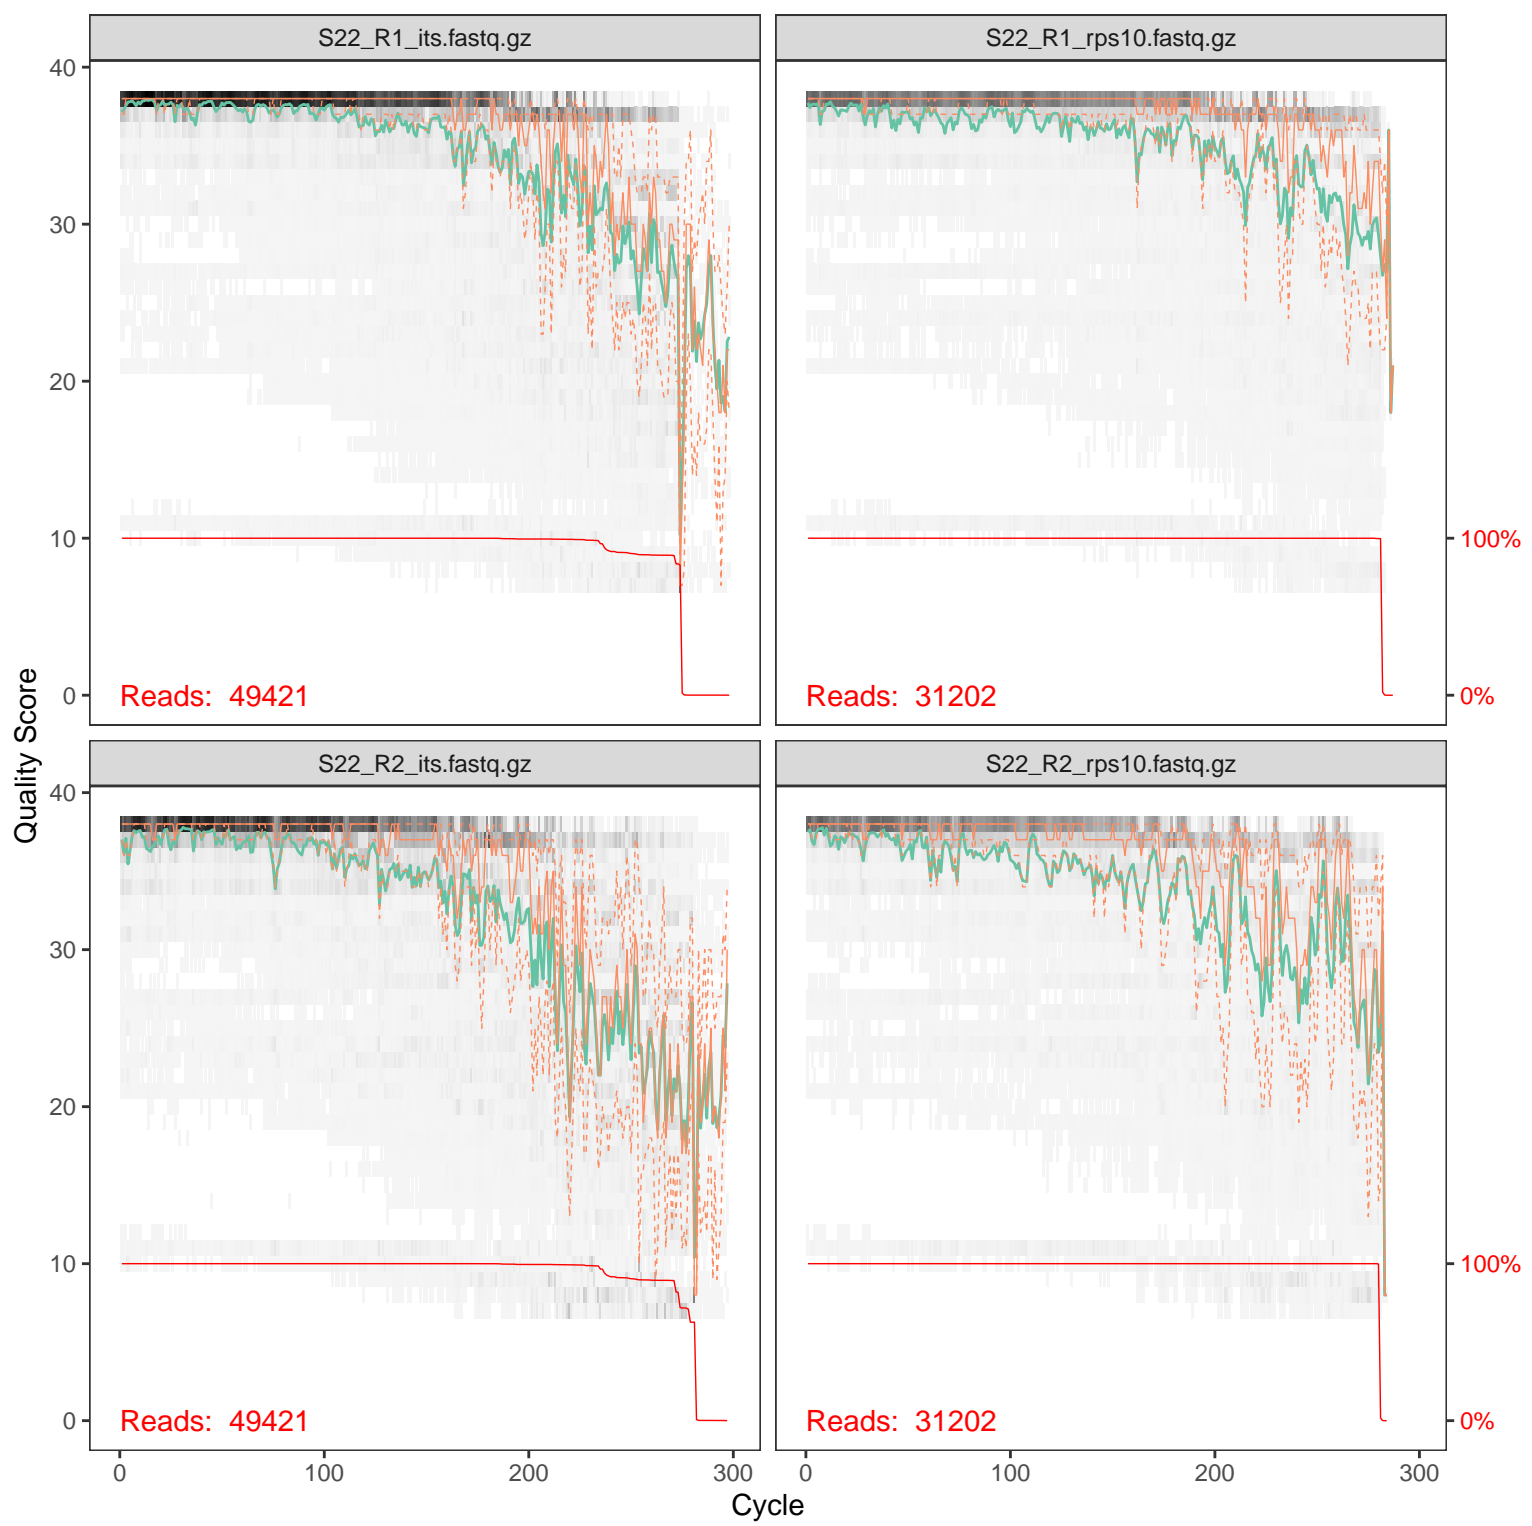 S22_R1_its.fastq.gz
S22_R1_rps10.fastq.gz
40
30
20
10
0
100%
0%
Reads: 49421
Reads: 31202
Quality Score
S22_R2_its.fastq.gz
S22_R2_rps10.fastq.gz
40
30
20
10
0
100%
0%
Reads: 49421
Reads: 31202
0 100 200 300
0 100 200 300
Cycle